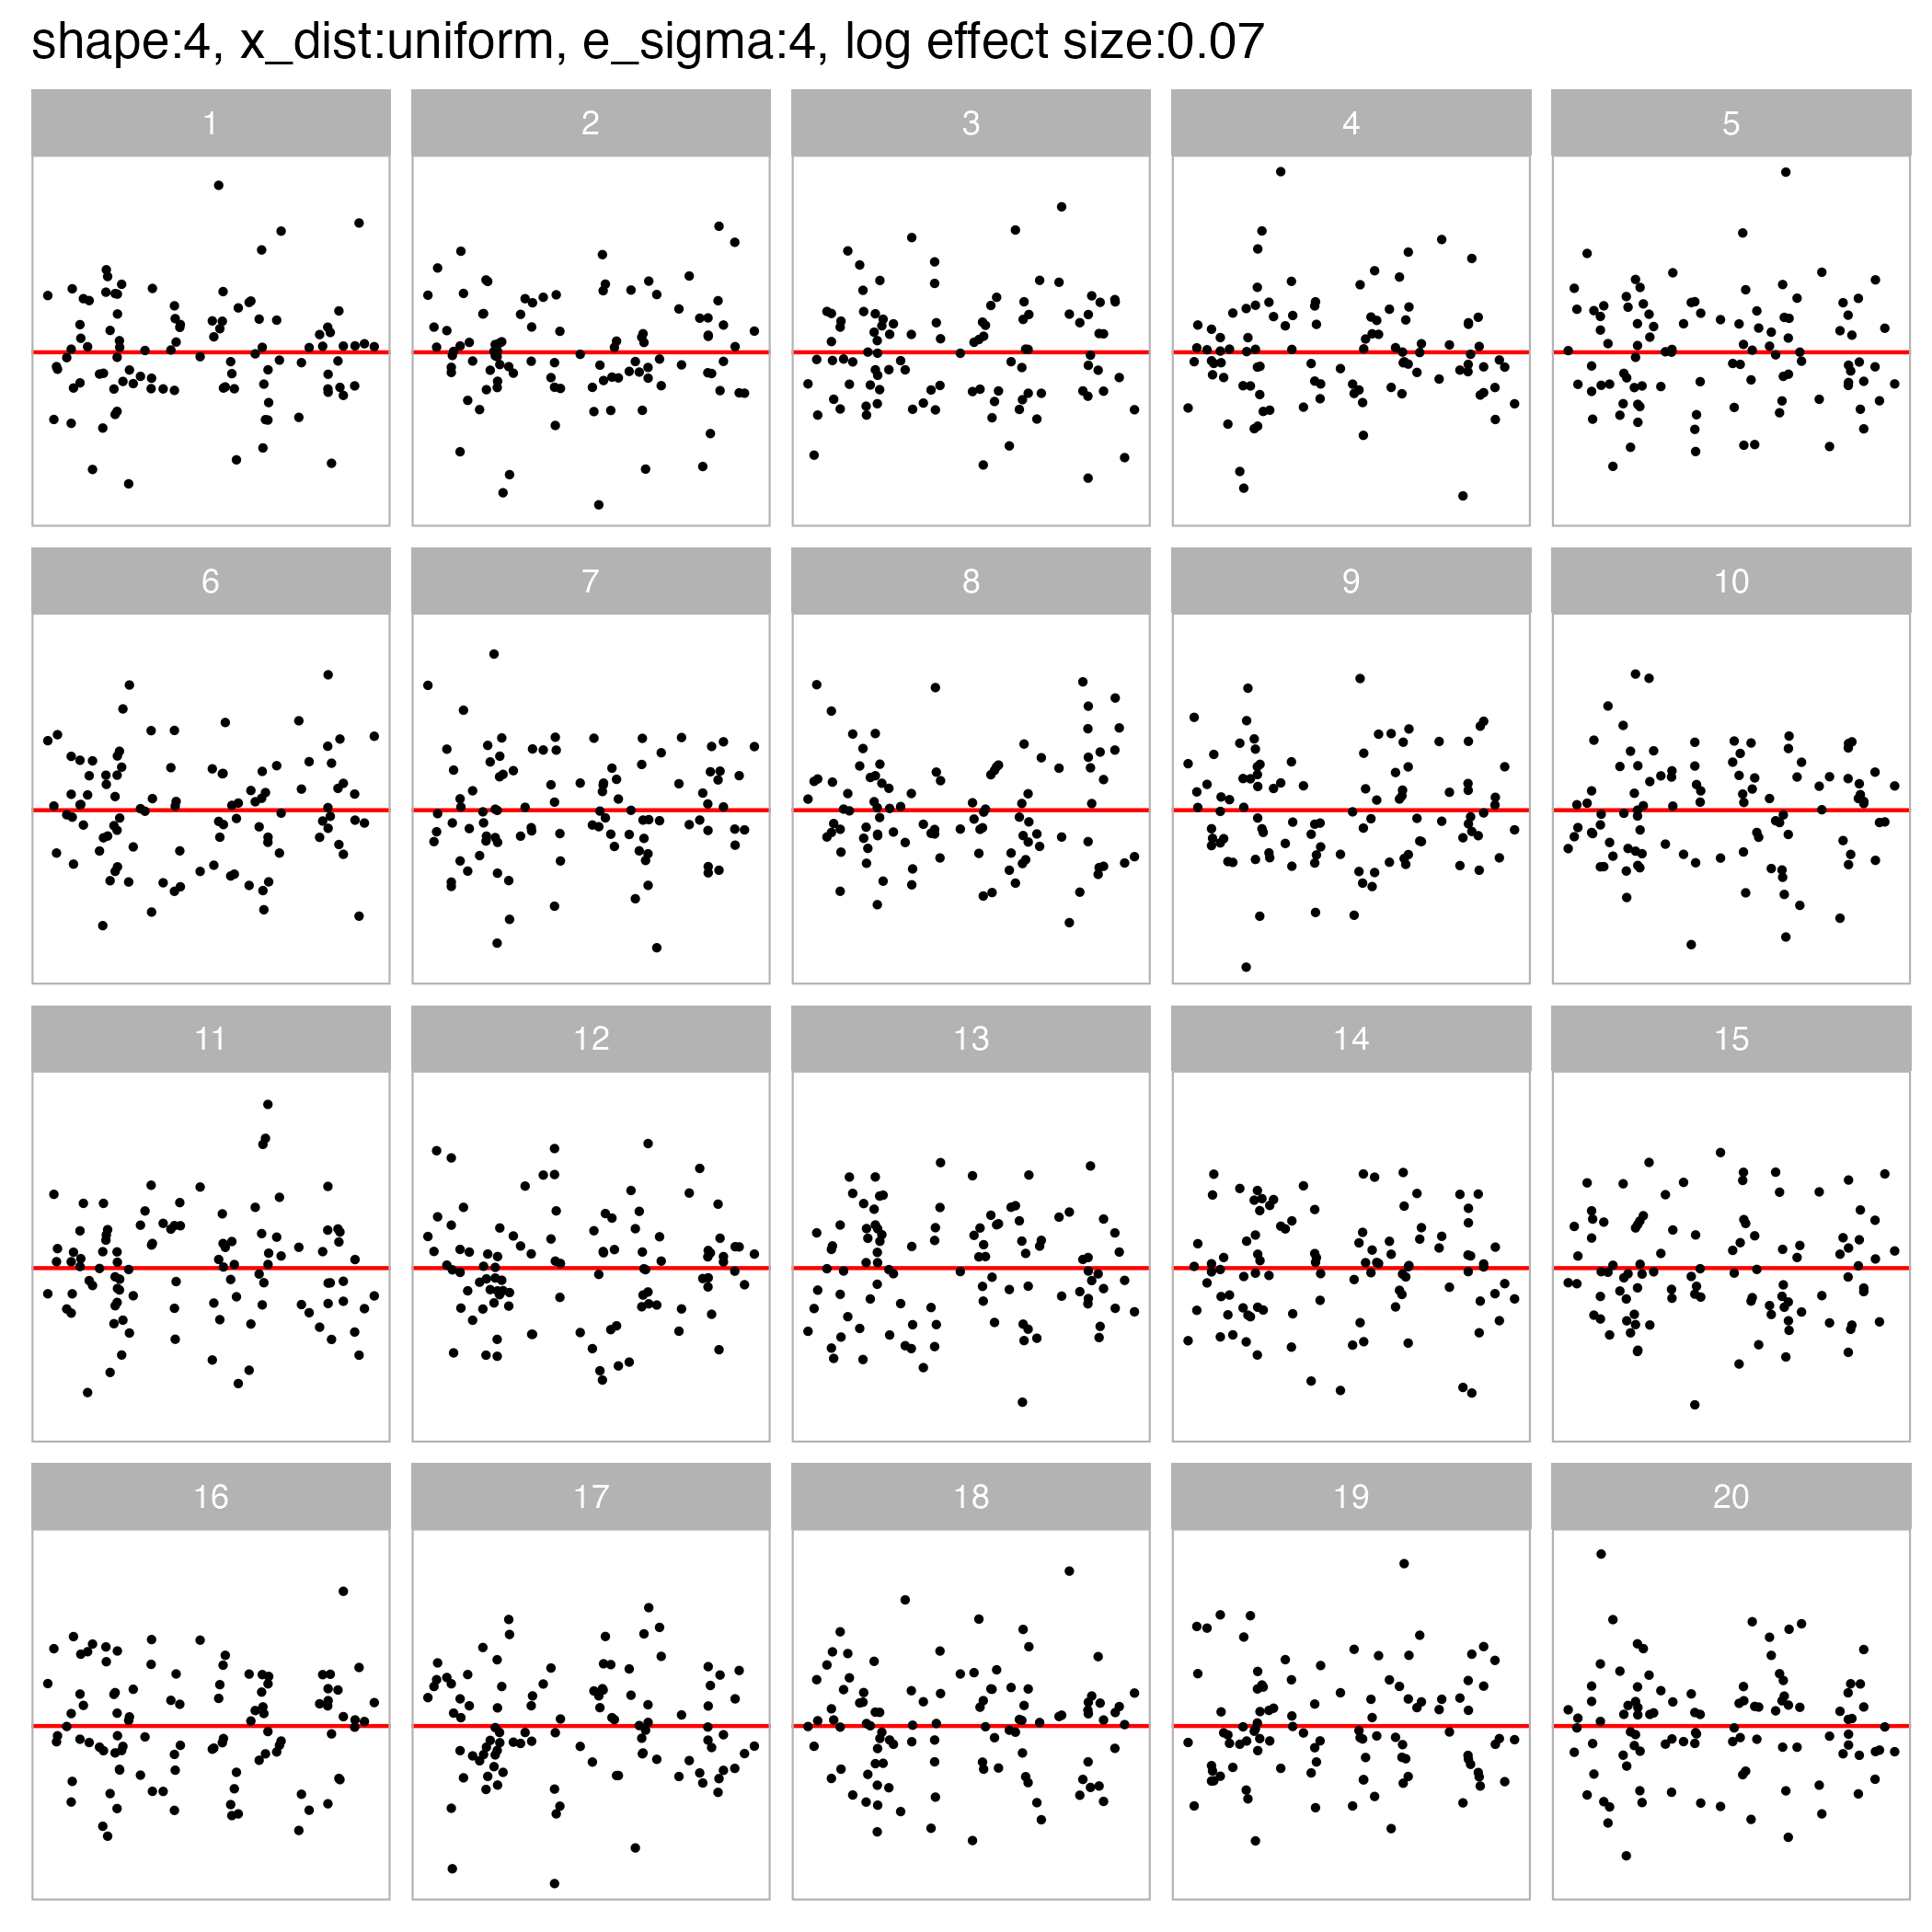 shape:4, x_dist:uniform, e_sigma:4, log effect size:0.07
1 2 3 4 5
6 7 8 9 10
11 12 13 14 15
16 17 18 19 20